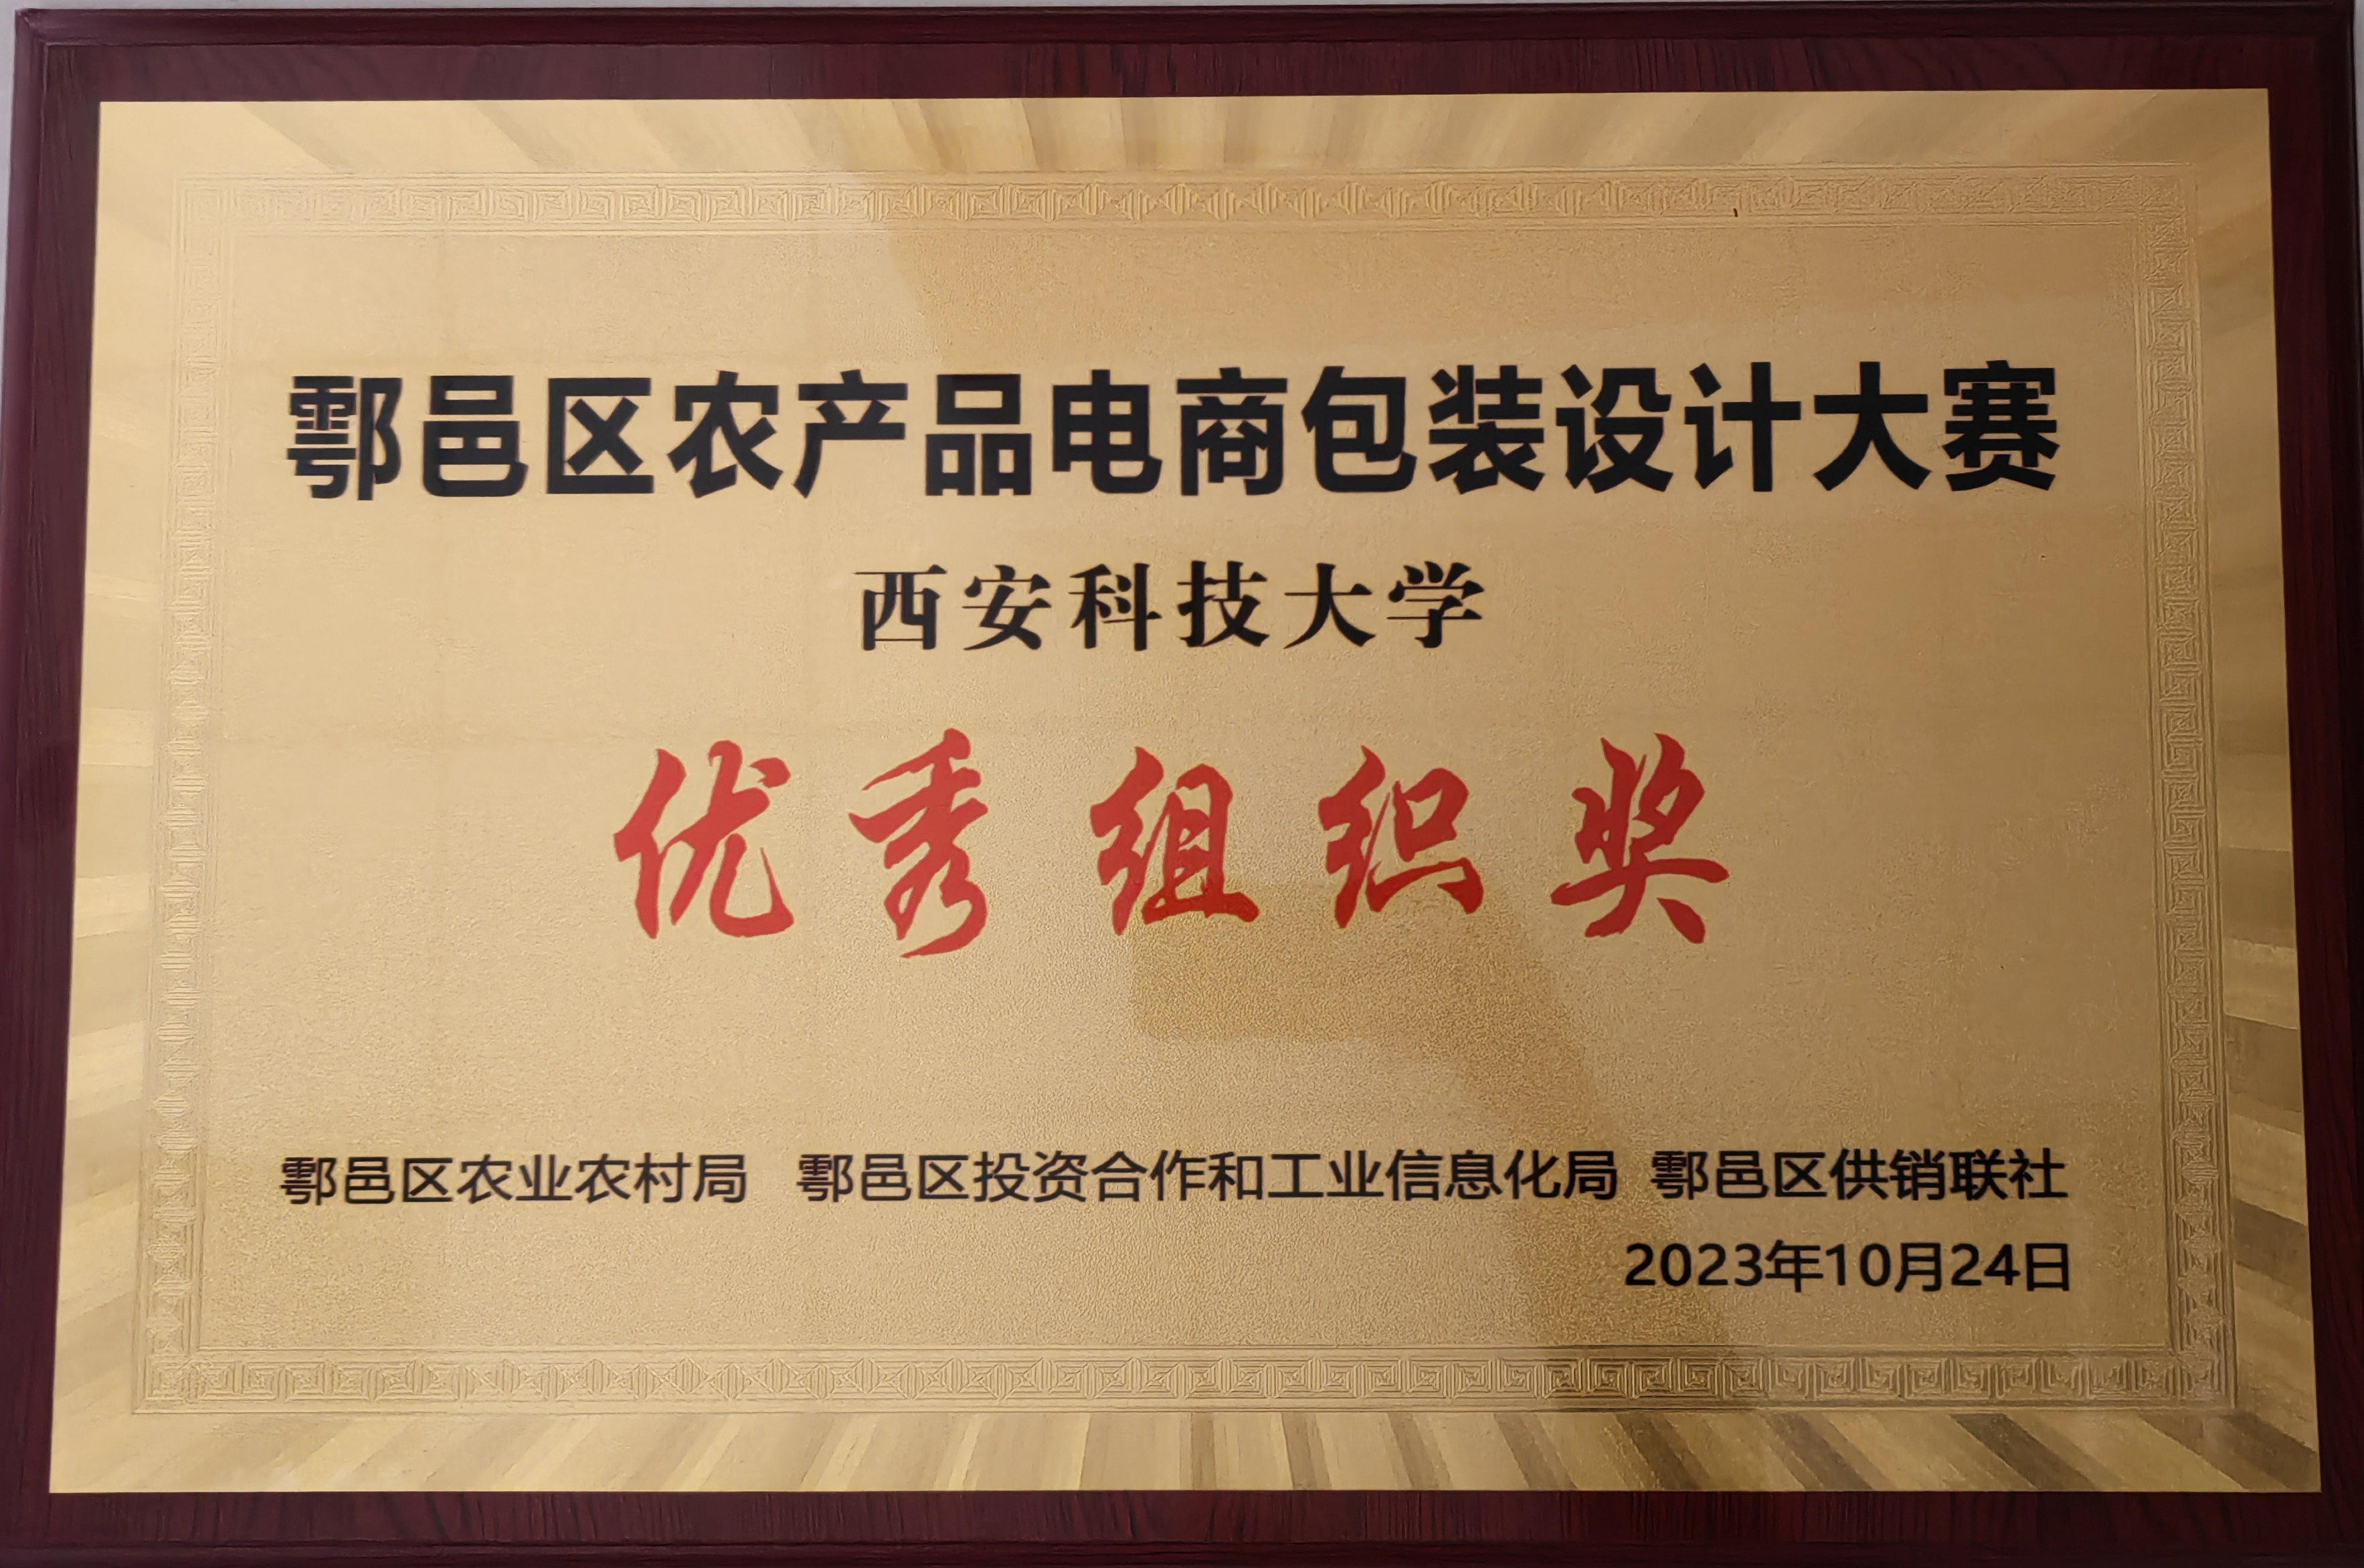 鄠邑区农产品电商包装设计大赛
西安科技大学
优秀组织奖
鄠邑区农业农村局 鄠邑区投资合作和工业信息化局 鄠邑区供销联社
2023年10月24日